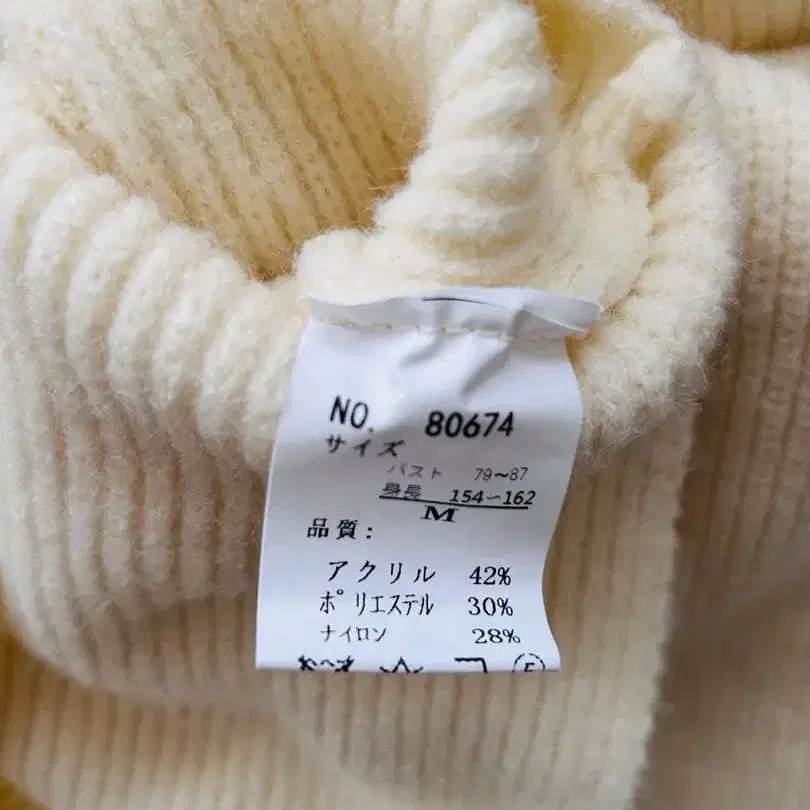 NO. 80674
サイズ
バスト 79~87
身長 154~162
M
品質:
アクリル 42%
ポリエステル 30%
ナイロン 28%